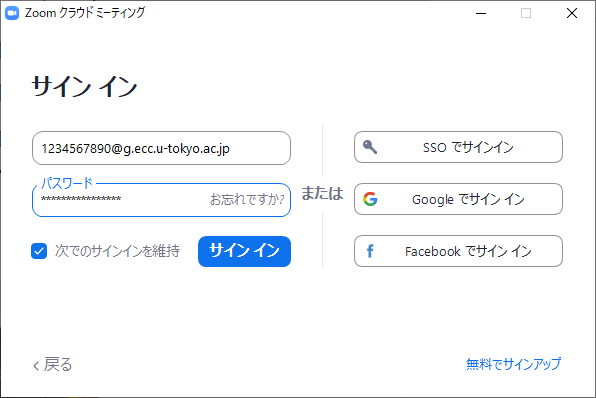 Zoom クラウド ミーティング
サイン イン
1234567890@g.ecc.u-tokyo.ac.jp
パスワード
**************** お忘れですか?
次でのサインインを維持
サイン イン
または
SSO でサインイン
Google でサイン イン
Facebook でサイン イン
戻る
無料でサインアップ